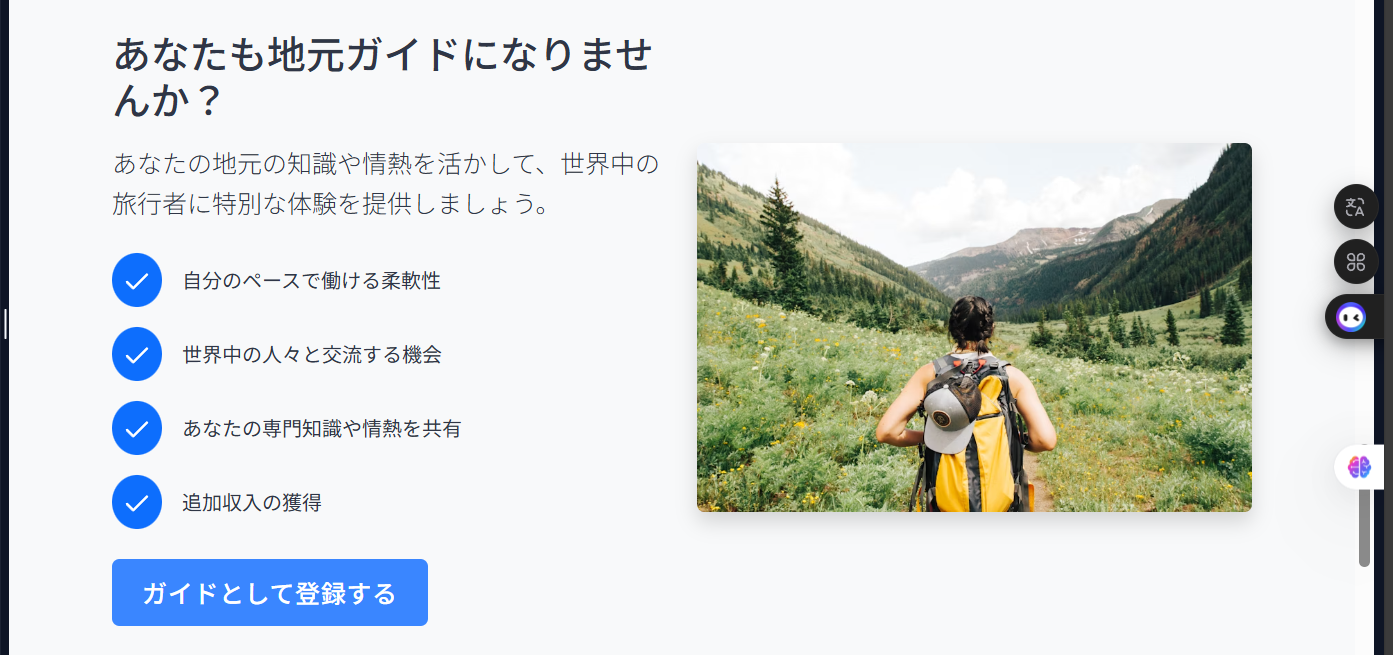 あなたも地元ガイドになりませ
んか？
あなたの地元の知識や情熱を活かして、世界中の
旅行者に特別な体験を提供しましょう。
自分のペースで働ける柔軟性
世界中の人々と交流する機会
あなたの専門知識や情熱を共有
追加収入の獲得
ガイドとして登録する